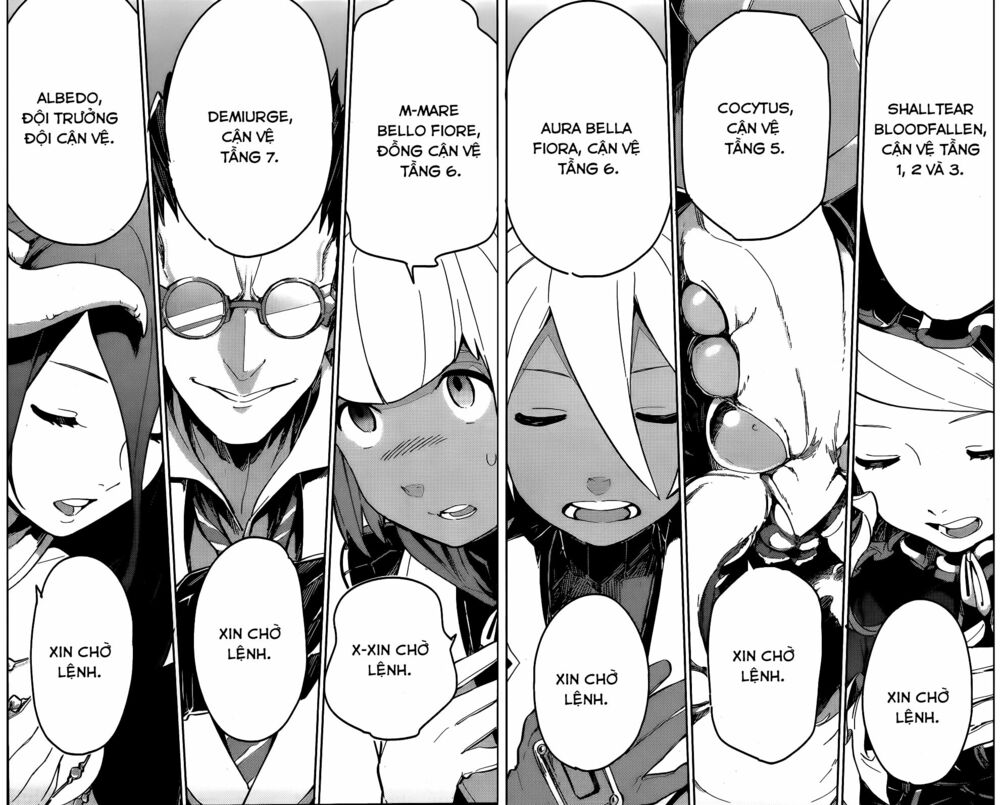 SHALLTEAR
BLOODFALLEN,
CẬN VỆ TẦNG
1, 2 VÀ 3.
XIN CHỜ
LỆNH.
COCYTUS,
CẬN VỆ
TẦNG 5.
XIN CHỜ
LỆNH.
AURA BELLA
FIORA, CẬN VỆ
TẦNG 6.
XIN CHỜ
LỆNH.
M-MARE
BELLO FIORE,
ĐỒNG CẬN VỆ
TẦNG 6.
X-XIN CHỜ
LỆNH.
DEMIURGE,
CẬN VỆ
TẦNG 7.
XIN CHỜ
LỆNH.
ALBEDO,
ĐỘI TRƯỞNG
ĐỘI CẬN VỆ.
XIN CHỜ
LỆNH.